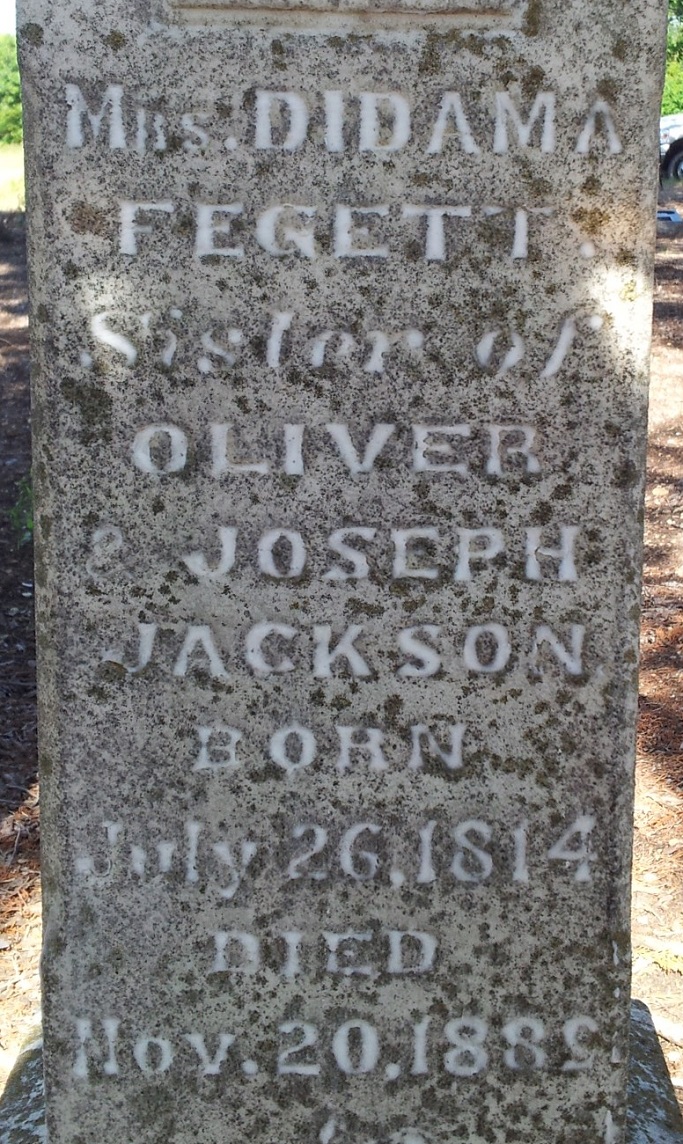 Mrs. DIDAMA
FEGETT.
Sister of
OLIVER
& JOSEPH
JACKSON,
BORN
July 26, 1814
DIED
Nov. 20, 1889